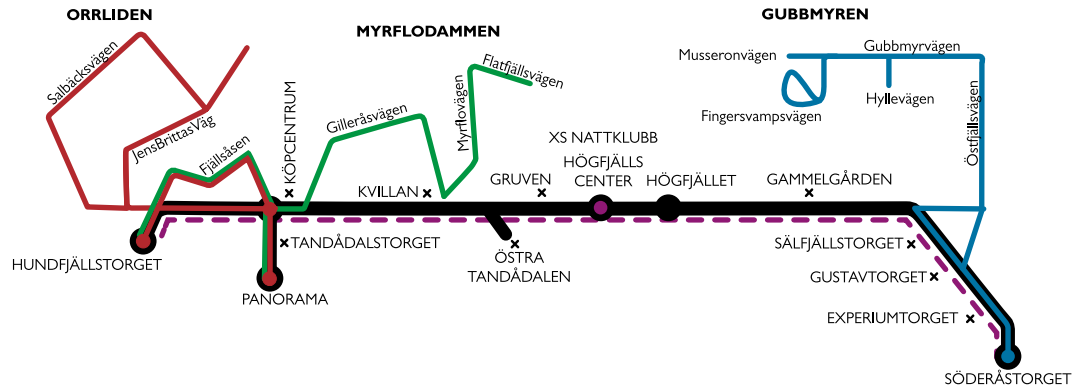 ORRLIDEN
MYRFLODAMMEN
GUBBMYREN
Salbäcksvägen
JensBrittasVäg
Fjällsåsen
KÖPCENTRUM
Gilleråsvägen
Myrflovägen
Flatfjällsvägen
Musseronvägen
Gubbmyrvägen
Hyllevägen
Fingersvampsvägen
Östfjällsvägen
KVILLAN
GRUVEN
XS NATTKLUBB
HÖGFJÄLLS
CENTER
HÖGFJÄLLET
GAMMELGÅRDEN
HUNDFJÄLLSTORGET
TANDÅDALSTORGET
PANORAMA
ÖSTRA
TANDÅDALEN
SÄLFJÄLLSTORGET
GUSTAVTORGET
EXPERIUMTORGET
SÖDERÅSTORGET